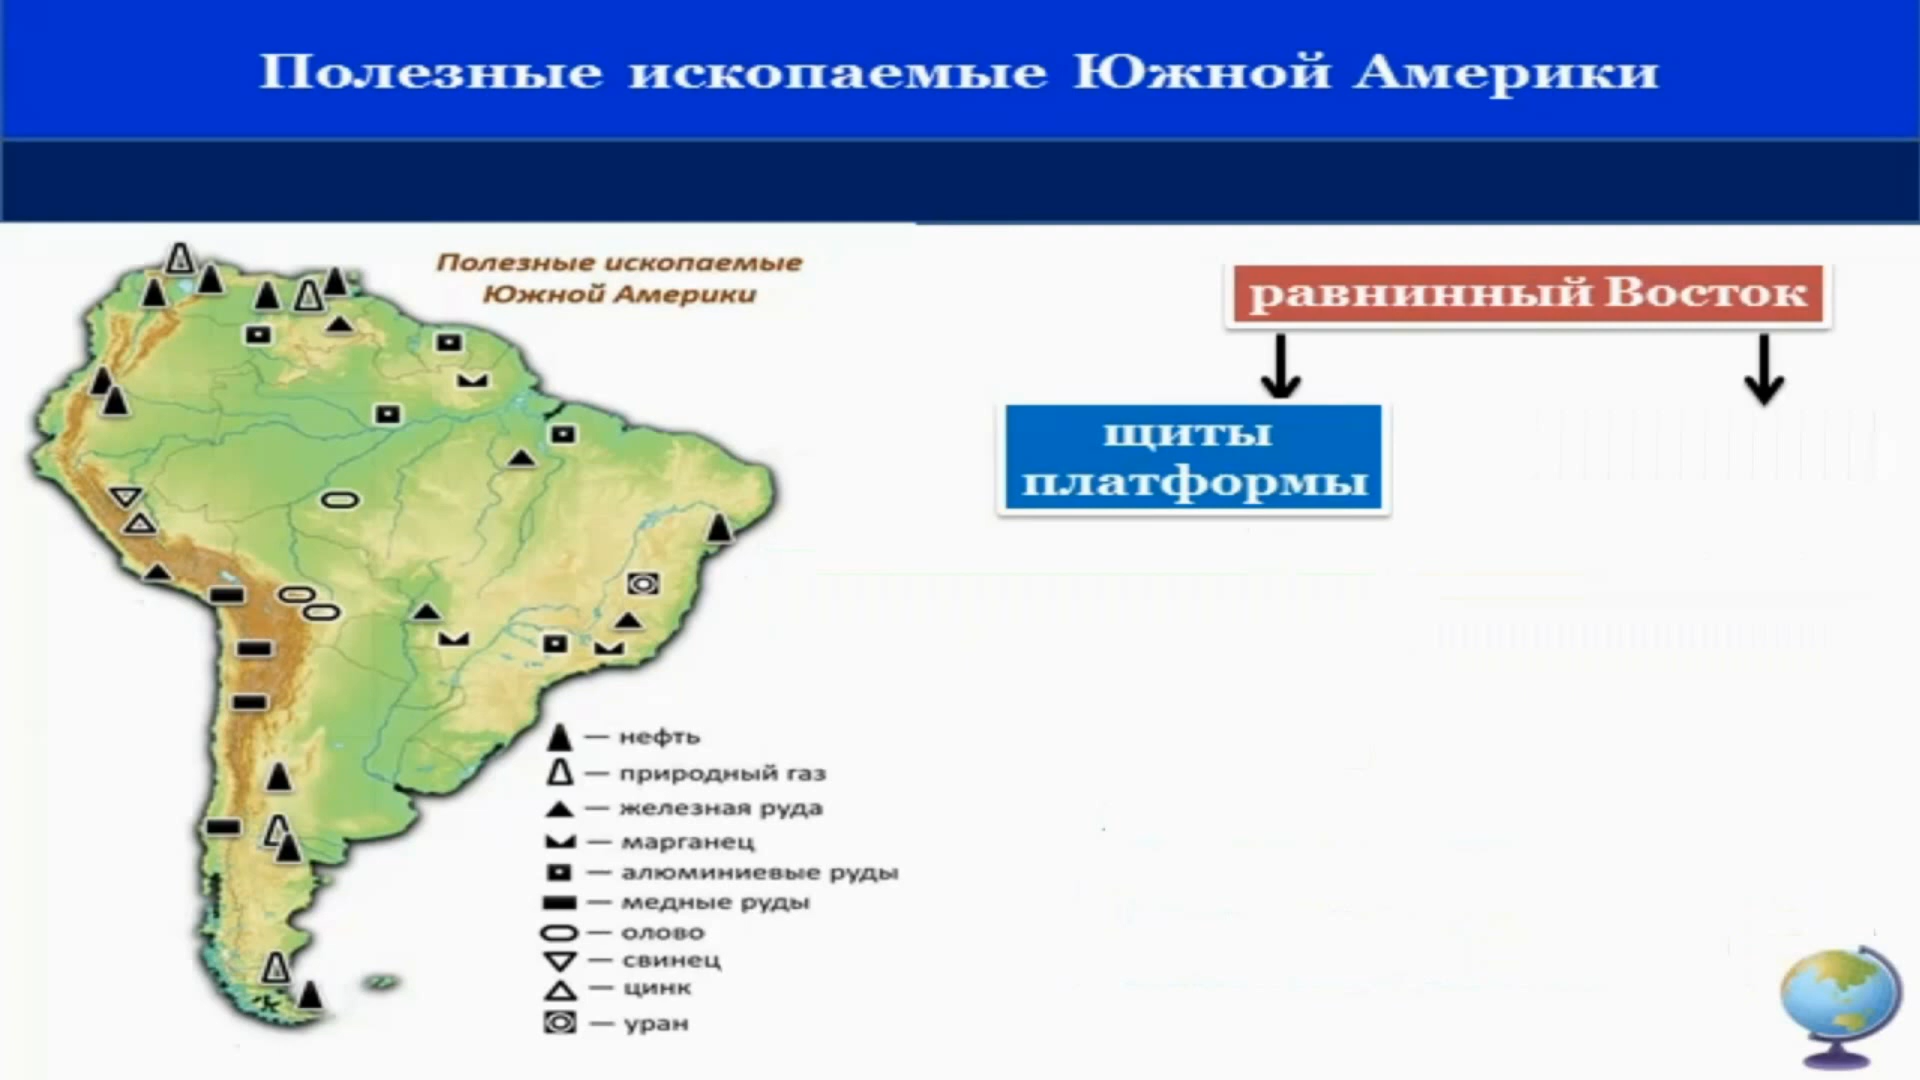 Полезные ископаемые Южной Америки
Полезные ископаемые
Южной Америки
равнинный Восток
щиты
платформы
— нефть
— природный газ
— железная руда
— марганец
— алюминиевые руды
— медные руды
— олово
— свинец
— цинк
— уран